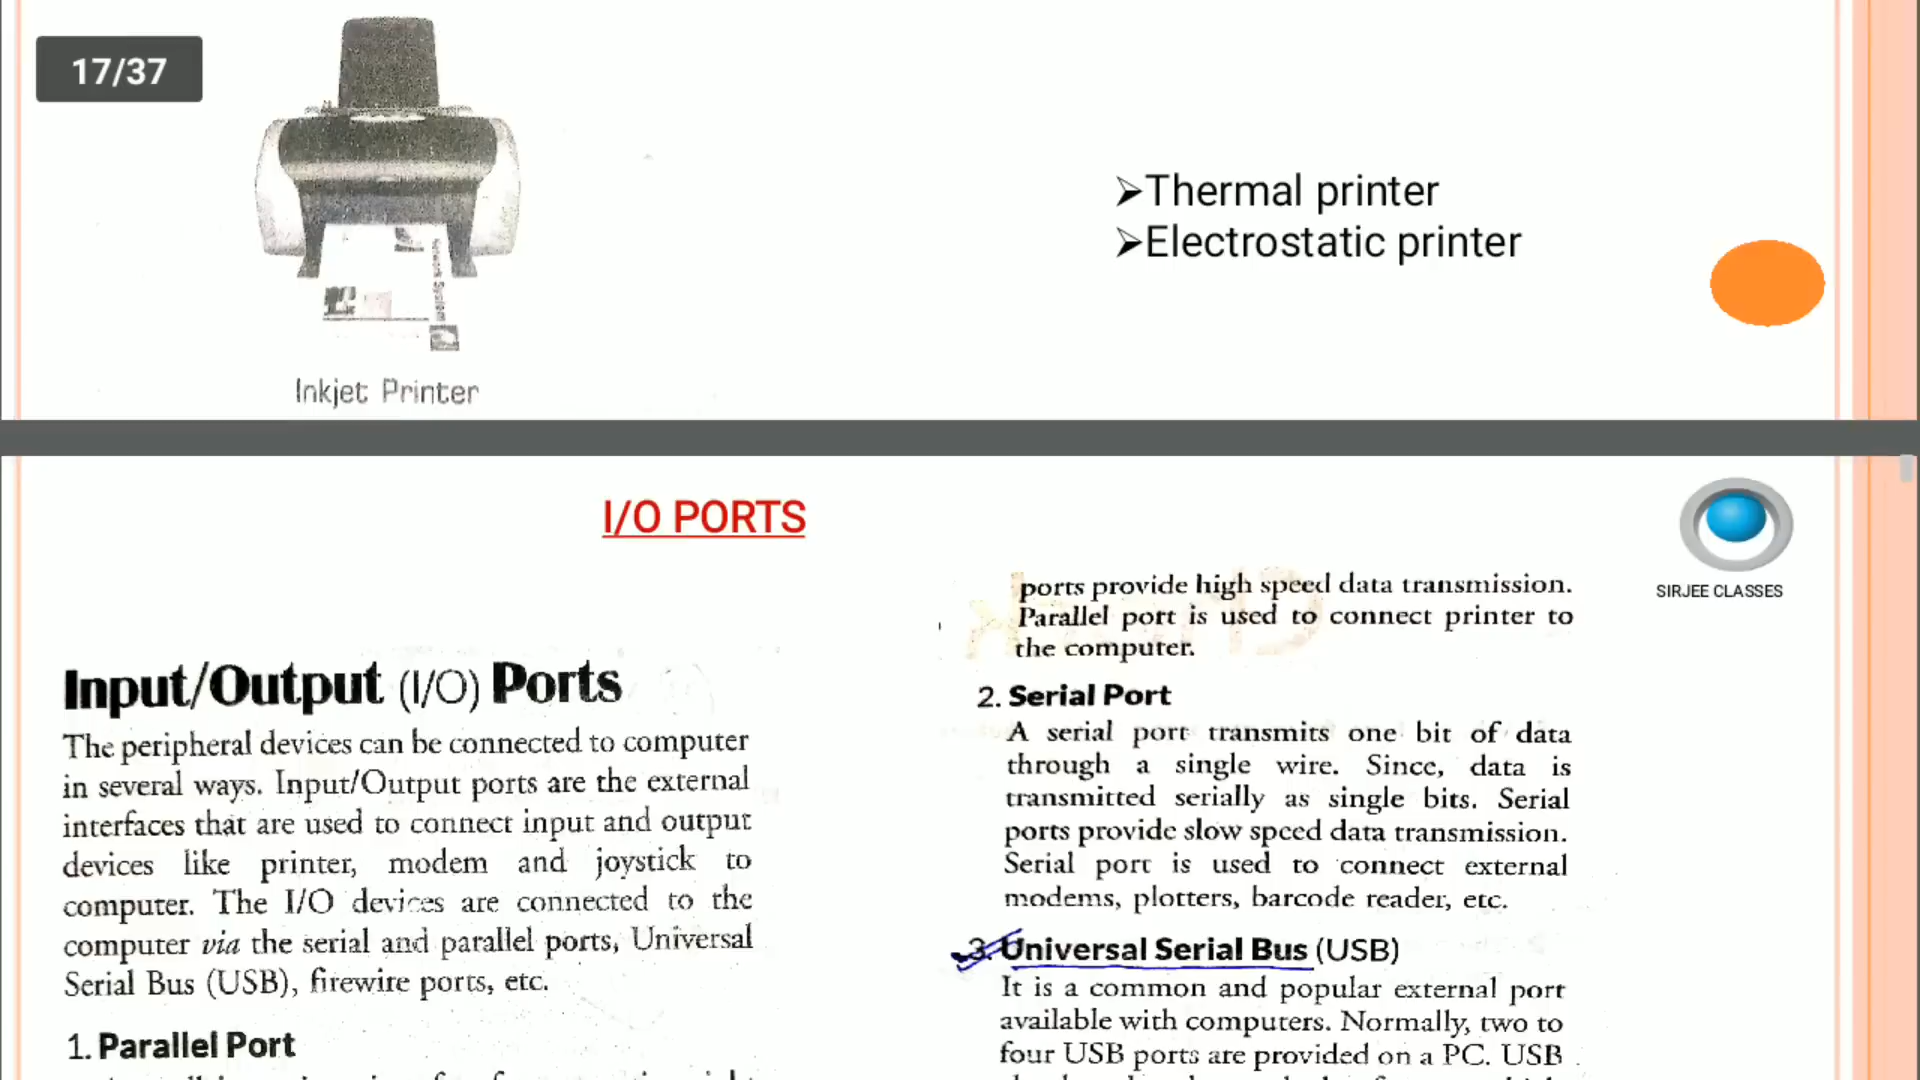 17/37
Inkjet Printer
➢Thermal printer
➢Electrostatic printer
I/O PORTS
SIRJEE CLASSES
Input/Output (I/O) Ports
The peripheral devices can be connected to computer
in several ways. Input/Output ports are the external
interfaces that are used to connect input and output
devices like printer, modem and joystick to
computer. The I/O devices are connected to the
computer via the serial and parallel ports, Universal
Serial Bus (USB), firewire ports, etc.
1. Parallel Port
ports provide high speed data transmission.
Parallel port is used to connect printer to
the computer.
2. Serial Port
A serial port transmits one bit of data
through a single wire. Since, data is
transmitted serially as single bits. Serial
ports provide slow speed data transmission.
Serial port is used to connect external
modems, plotters, barcode reader, etc.
3. Universal Serial Bus (USB)
It is a common and popular external port
available with computers. Normally, two to
four USB ports are provided on a PC. USB